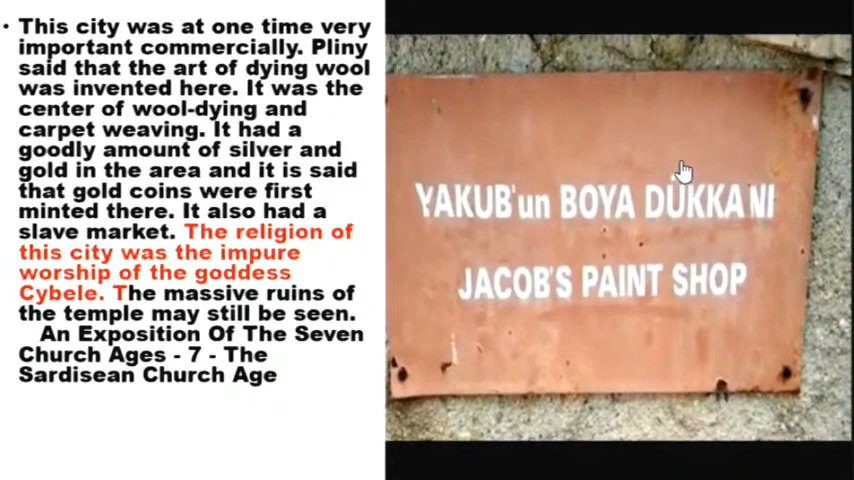 • This city was at one time very
important commercially. Pliny
said that the art of dying wool
was invented here. It was the
center of wool-dying and
carpet weaving. It had a
goodly amount of silver and
gold in the area and it is said
that gold coins were first
minted there. It also had a
slave market. The religion of
this city was the impure
worship of the goddess
Cybele. The massive ruins of
the temple may still be seen.
An Exposition Of The Seven
Church Ages - 7 - The
Sardisean Church Age
YAKUB'un BOYA DÜKKANI
JACOB'S PAINT SHOP